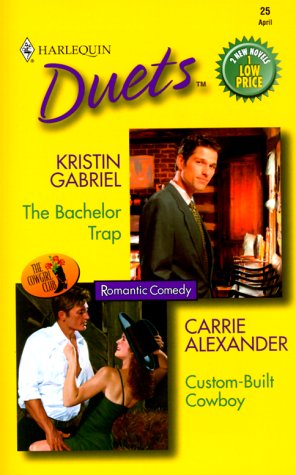 25
April
HARLEQUIN
Duets™
2 NEW NOVELS
1
LOW
PRICE
KRISTIN
GABRIEL
The Bachelor
Trap
THE
COWGIRL
CLUB
Romantic Comedy
CARRIE
ALEXANDER
Custom-Built
Cowboy